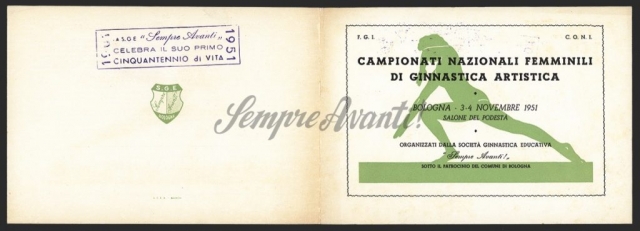 1901
A S.G.E "Sempre Avanti"
CELEBRA IL SUO PRIMO
CINQUANTENNIO di VITA
1951
S.G.E.
BOLOGNA
Sempre Avanti!
F. G. I.
C. O. N. I.
CAMPIONATI NAZIONALI FEMMINILI
DI GINNASTICA ARTISTICA
BOLOGNA - 3-4 NOVEMBRE 1951
SALONE DEL PODESTÀ
ORGANIZZATI DALLA SOCIETÀ GINNASTICA EDUCATIVA
"Sempre Avanti!"
SOTTO IL PATROCINIO DEL COMUNE DI BOLOGNA